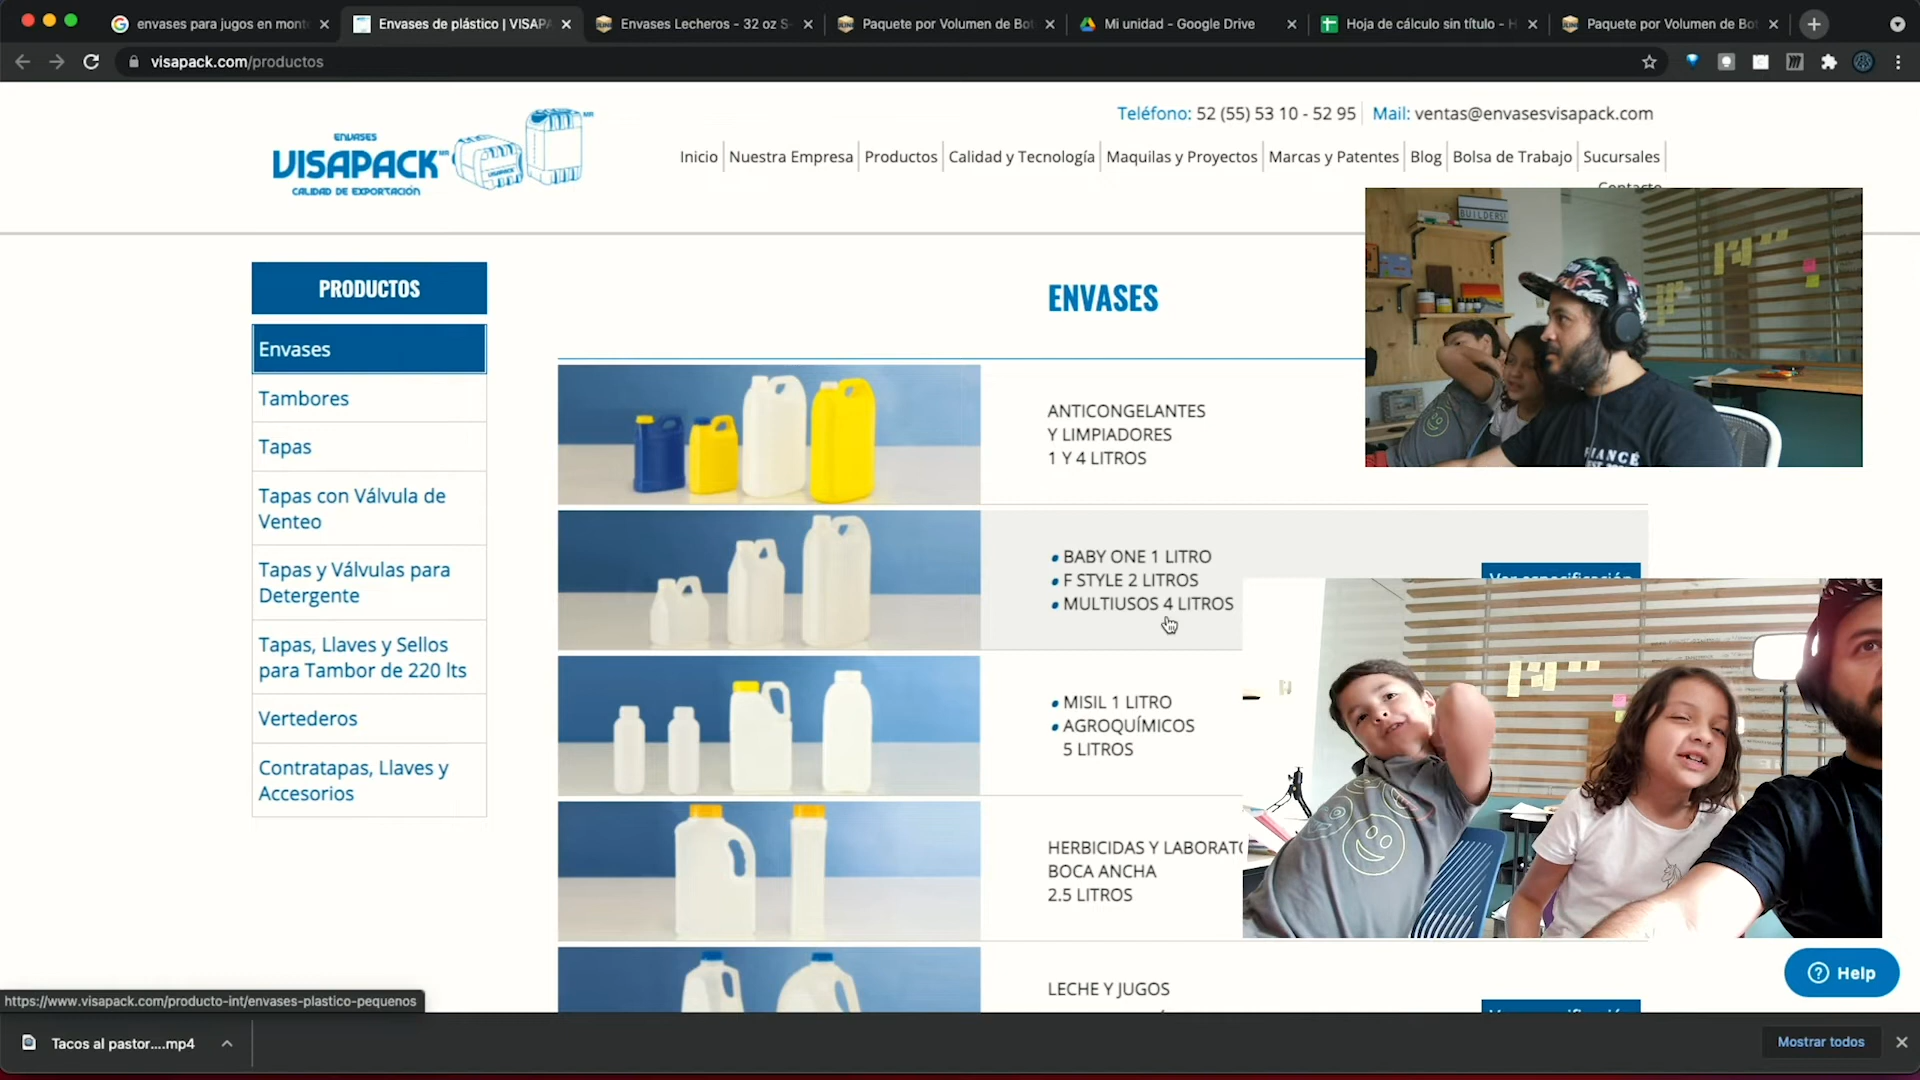 envases para jugos en mont
Envases de plástico | VISAPA
Envases Lecheros - 32 oz S-
Paquete por Volumen de Bot
Mi unidad - Google Drive
Hoja de cálculo sin título - H
Paquete por Volumen de Bot
visapack.com/productos
ENVASES
VISAPACK
CALIDAD DE EXPORTACIÓN
Teléfono: 52 (55) 53 10 - 52 95
Mail: ventas@envasesvisapack.com
Inicio
Nuestra Empresa
Productos
Calidad y Tecnología
Maquilas y Proyectos
Marcas y Patentes
Blog
Bolsa de Trabajo
Sucursales
Contacto
BUILDERS!
PRODUCTOS
Envases
Tambores
Tapas
Tapas con Válvula de
Venteo
Tapas y Válvulas para
Detergente
Tapas, Llaves y Sellos
para Tambor de 220 lts
Vertederos
Contratapas, Llaves y
Accesorios
ENVASES
ANTICONGELANTES
Y LIMPIADORES
1 Y 4 LITROS
BABY ONE 1 LITRO
F STYLE 2 LITROS
MULTIUSOS 4 LITROS
Ver especificación
MISIL 1 LITRO
AGROQUÍMICOS
5 LITROS
HERBICIDAS Y LABORATO
BOCA ANCHA
2.5 LITROS
LECHE Y JUGOS
Ver especificación
Help
https://www.visapack.com/producto-int/envases-plastico-pequenos
Tacos al pastor....mp4
Mostrar todos